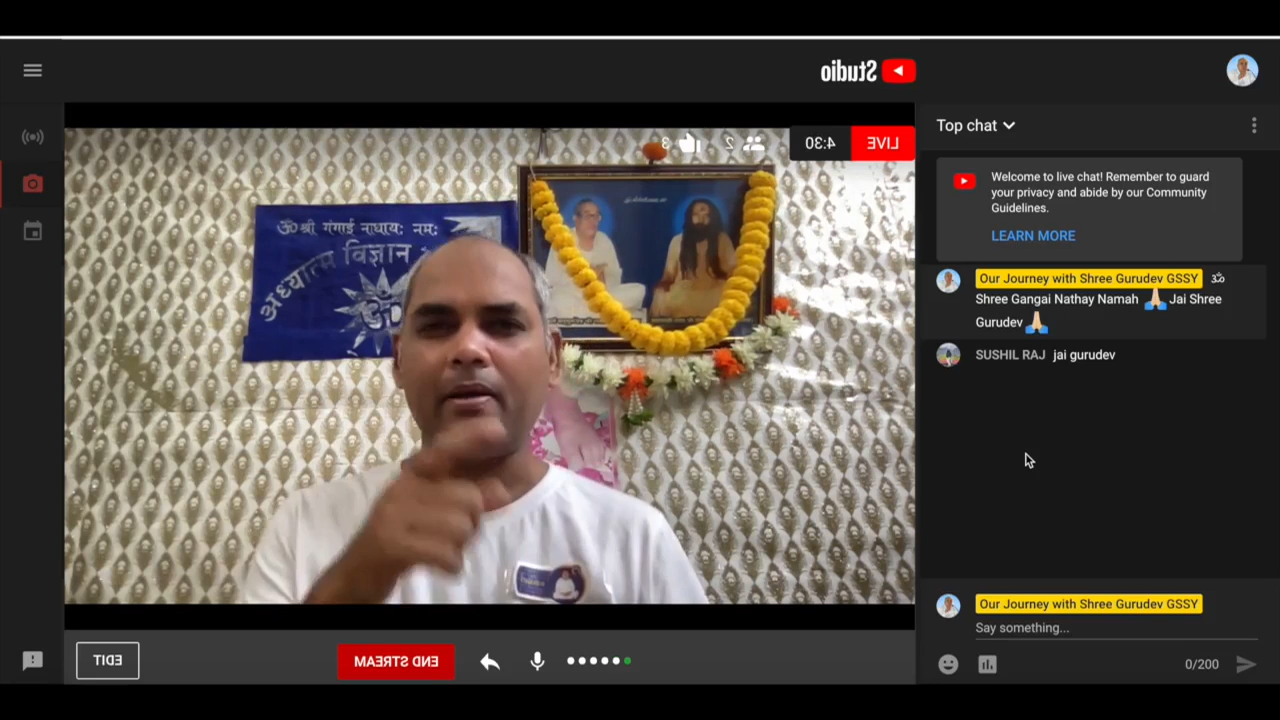 Studio
LIVE
4:30
2
3
ॐ श्री गंगाई नाथाय: नमः
अध्यात्म विज्ञान
Top chat
Welcome to live chat! Remember to guard
your privacy and abide by our Community
Guidelines.
LEARN MORE
Our Journey with Shree Gurudev GSSY ॐ
Shree Gangai Nathay Namah 🙏 Jai Shree
Gurudev 🙏
SUSHIL RAJ jai gurudev
Our Journey with Shree Gurudev GSSY
Say something...
0/200
EDIT
END STREAM